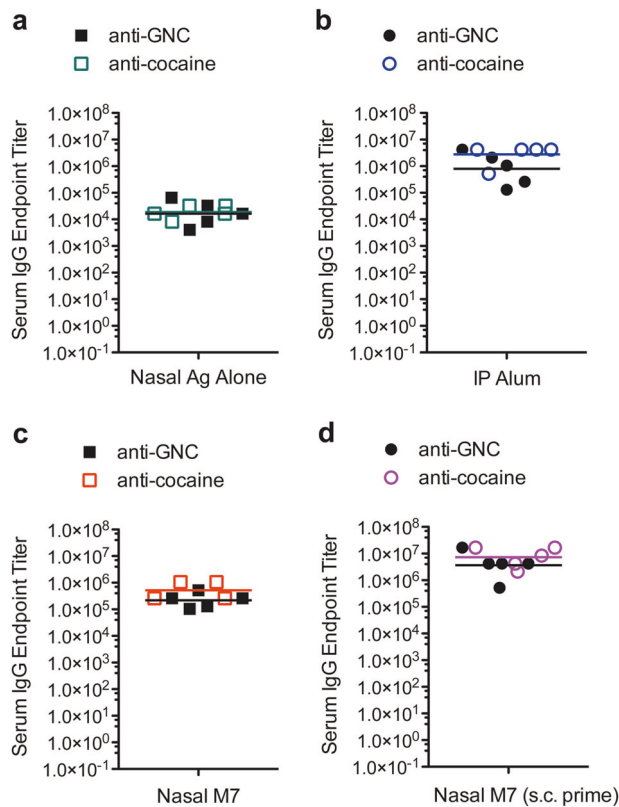 a
anti-GNC
anti-cocaine
Serum IgG Endpoint Titer
1.0×10⁸
1.0×10⁷
1.0×10⁶
1.0×10⁵
1.0×10⁴
1.0×10³
1.0×10²
1.0×10¹
1.0×10⁰
1.0×10⁻¹
Nasal Ag Alone
b
anti-GNC
anti-cocaine
Serum IgG Endpoint Titer
1.0×10⁸
1.0×10⁷
1.0×10⁶
1.0×10⁵
1.0×10⁴
1.0×10³
1.0×10²
1.0×10¹
1.0×10⁰
1.0×10⁻¹
IP Alum
c
anti-GNC
anti-cocaine
Serum IgG Endpoint Titer
1.0×10⁸
1.0×10⁷
1.0×10⁶
1.0×10⁵
1.0×10⁴
1.0×10³
1.0×10²
1.0×10¹
1.0×10⁰
1.0×10⁻¹
Nasal M7
d
anti-GNC
anti-cocaine
Serum IgG Endpoint Titer
1.0×10⁸
1.0×10⁷
1.0×10⁶
1.0×10⁵
1.0×10⁴
1.0×10³
1.0×10²
1.0×10¹
1.0×10⁰
1.0×10⁻¹
Nasal M7 (s.c. prime)